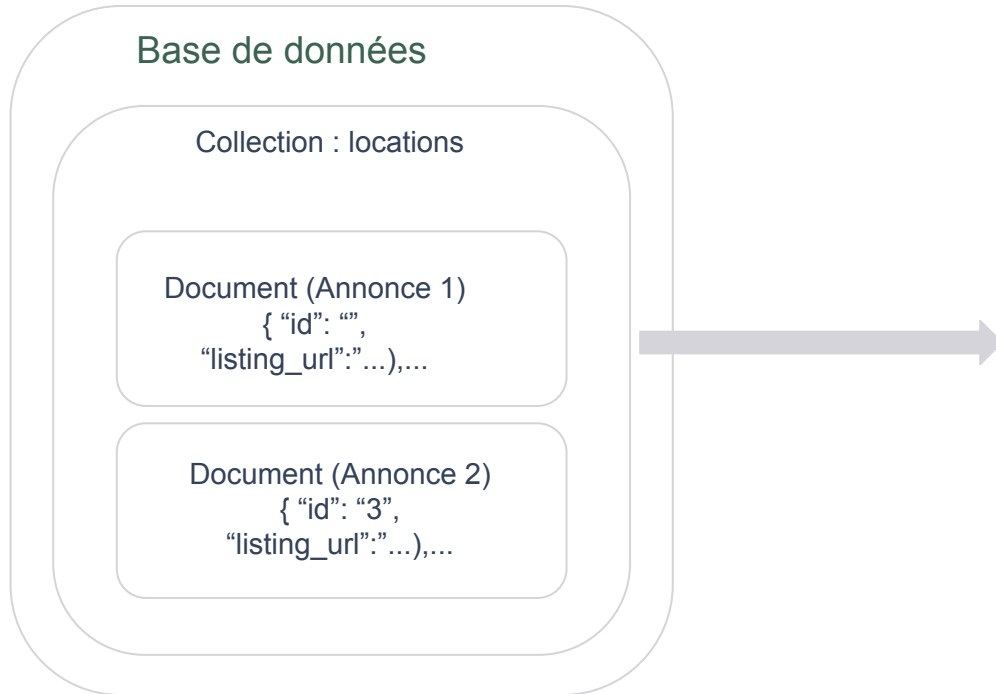 Base de données
Collection : locations
Document (Annonce 1)
{ “id”: “”,
“listing_url”:”...),...
Document (Annonce 2)
{ “id”: “3”,
“listing_url”:”...),...